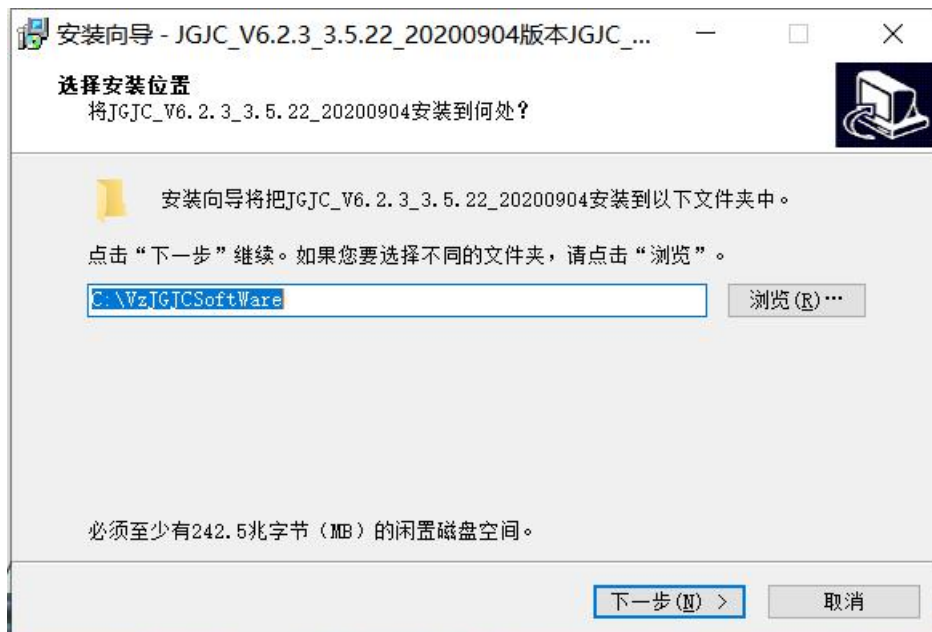 安装向导 - JGJC_V6.2.3_3.5.22_20200904版本JGJC_...
选择安装位置
将JGJC_V6.2.3_3.5.22_20200904安装到何处？
安装向导将把JGJC_V6.2.3_3.5.22_20200904安装到以下文件夹中。
点击“下一步”继续。如果您要选择不同的文件夹，请点击“浏览”。
C:\VzJGJCSoftWare
浏览(R)…
必须至少有242.5兆字节（MB）的闲置磁盘空间。
下一步(N) >
取消